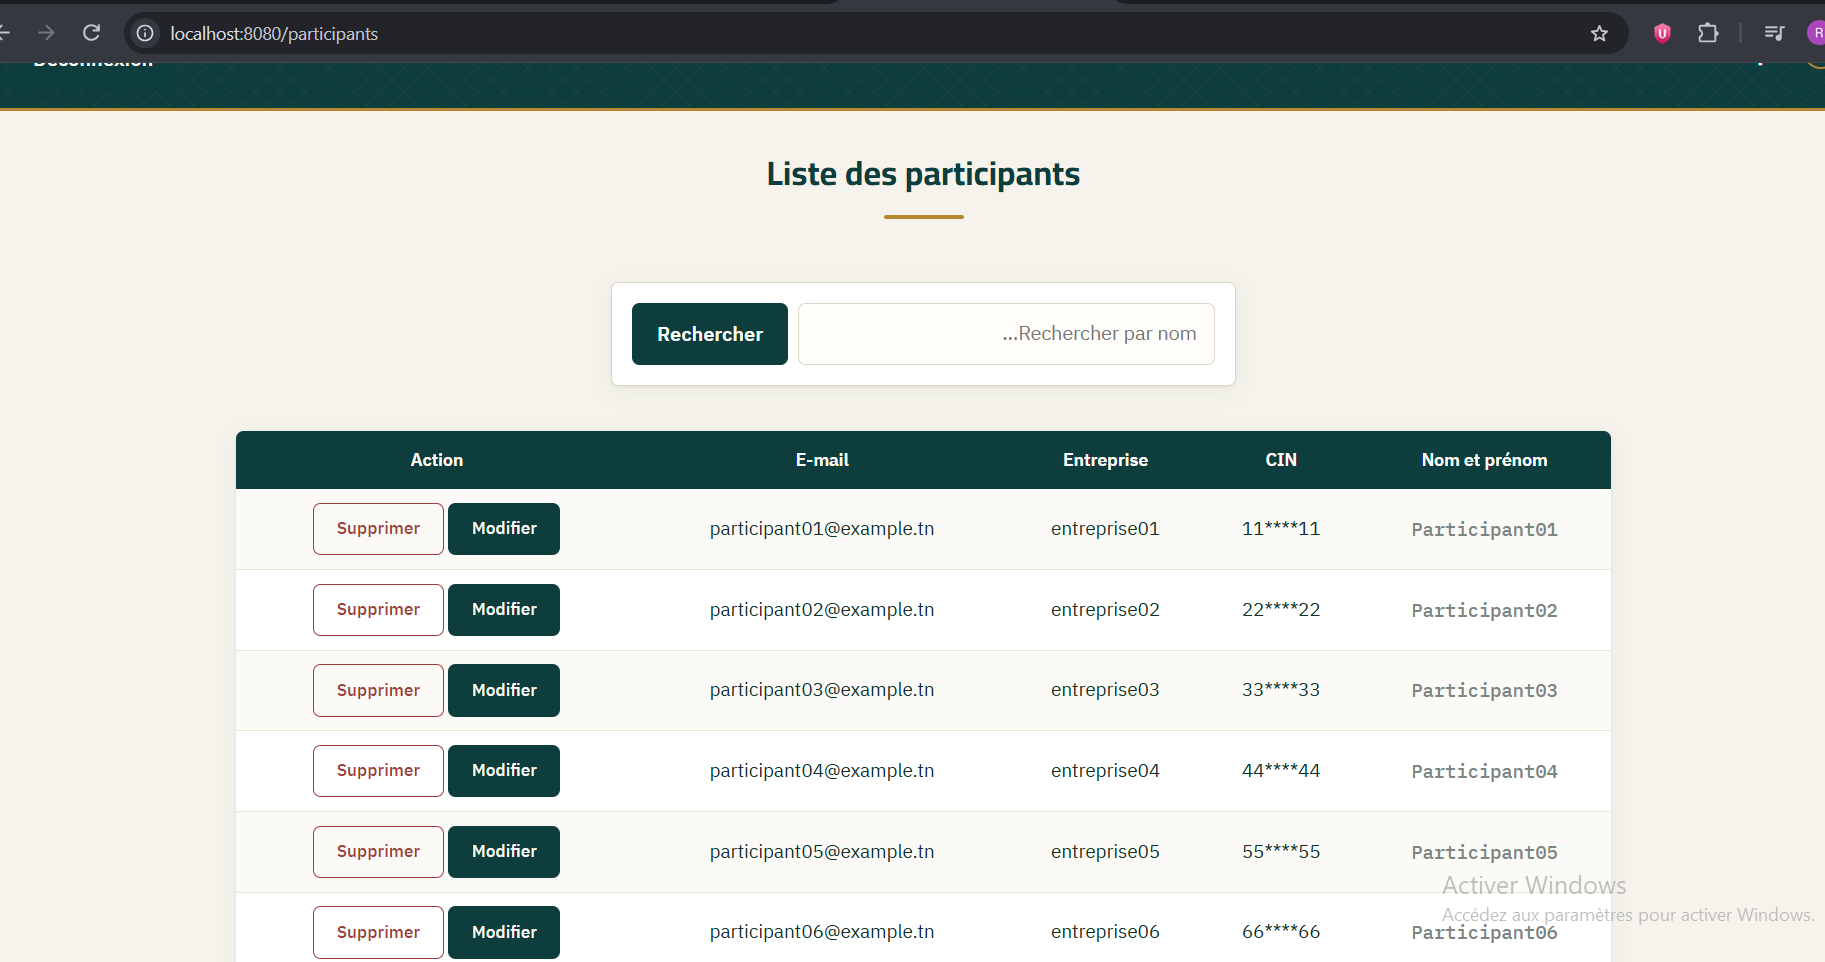 localhost:8080/participants
Déconnexion
Liste des participants
Rechercher ...Rechercher par nom
Action E-mail Entreprise CIN Nom et prénom
Supprimer Modifier participant01@example.tn entreprise01 11****11 Participant01
Supprimer Modifier participant02@example.tn entreprise02 22****22 Participant02
Supprimer Modifier participant03@example.tn entreprise03 33****33 Participant03
Supprimer Modifier participant04@example.tn entreprise04 44****44 Participant04
Supprimer Modifier participant05@example.tn entreprise05 55****55 Participant05
Supprimer Modifier participant06@example.tn entreprise06 66****66 Participant06
Activer Windows
Accédez aux paramètres pour activer Windows.
R